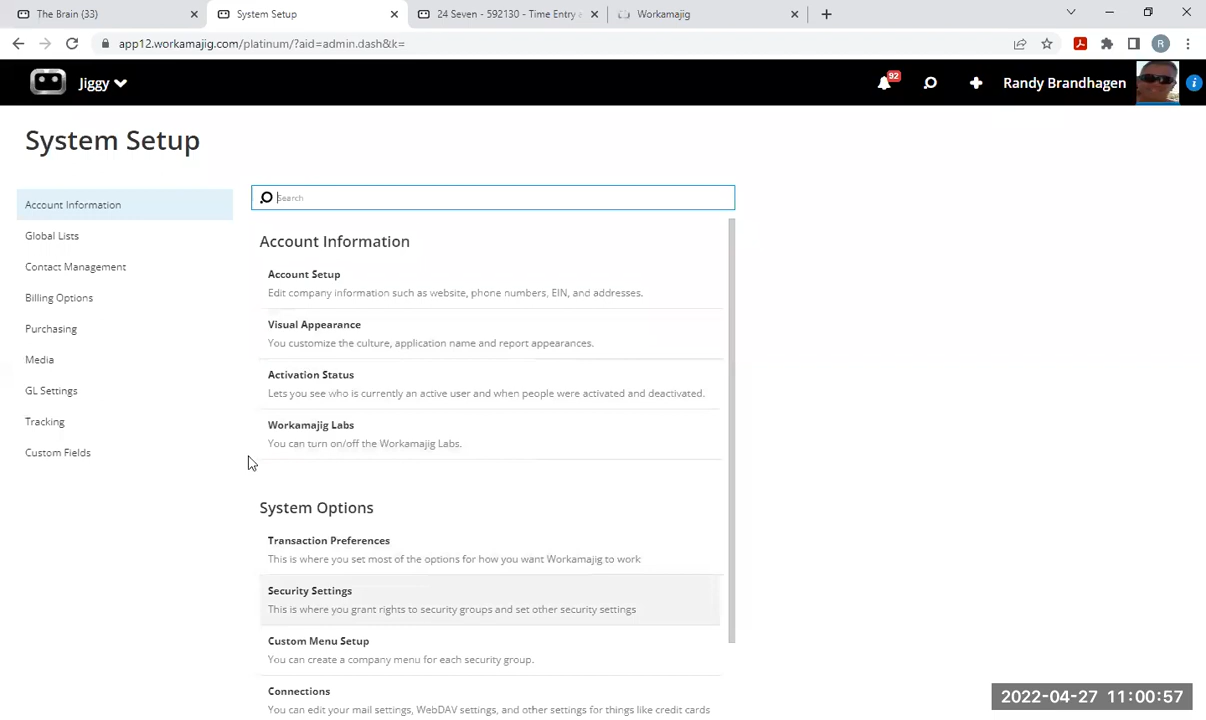 The Brain (33)
System Setup
24 Seven - 592130 - Time Entry
Workamajig
app12.workamajig.com/platinum/?aid=admin.dash&k=
R
Jiggy
92
Randy Brandhagen
i
System Setup
Account Information
Global Lists
Contact Management
Billing Options
Purchasing
Media
GL Settings
Tracking
Custom Fields
Search
Account Information
Account Setup
Edit company information such as website, phone numbers, EIN, and addresses.
Visual Appearance
You customize the culture, application name and report appearances.
Activation Status
Lets you see who is currently an active user and when people were activated and deactivated.
Workamajig Labs
You can turn on/off the Workamajig Labs.
System Options
Transaction Preferences
This is where you set most of the options for how you want Workamajig to work
Security Settings
This is where you grant rights to security groups and set other security settings
Custom Menu Setup
You can create a company menu for each security group.
Connections
You can edit your mail settings, WebDAV settings, and other settings for things like credit cards
2022-04-27 11:00:57